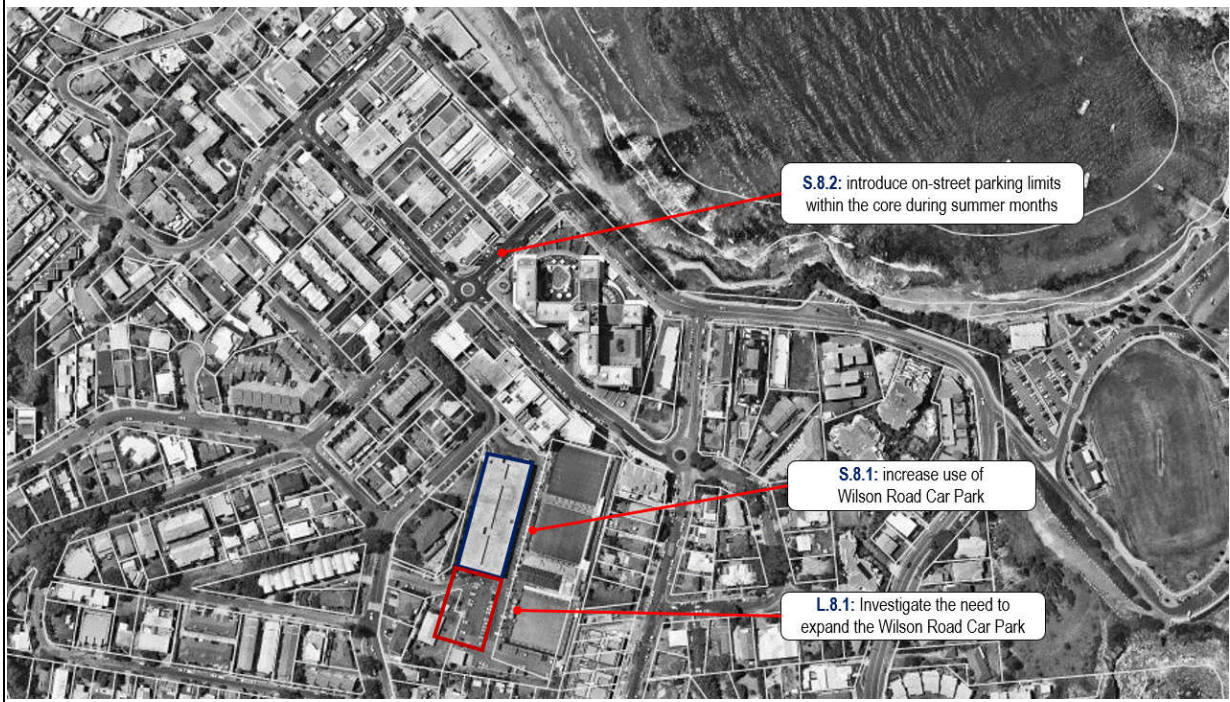 S.8.2: introduce on-street parking limits
within the core during summer months
S.8.1: increase use of
Wilson Road Car Park
L.8.1: Investigate the need to
expand the Wilson Road Car Park